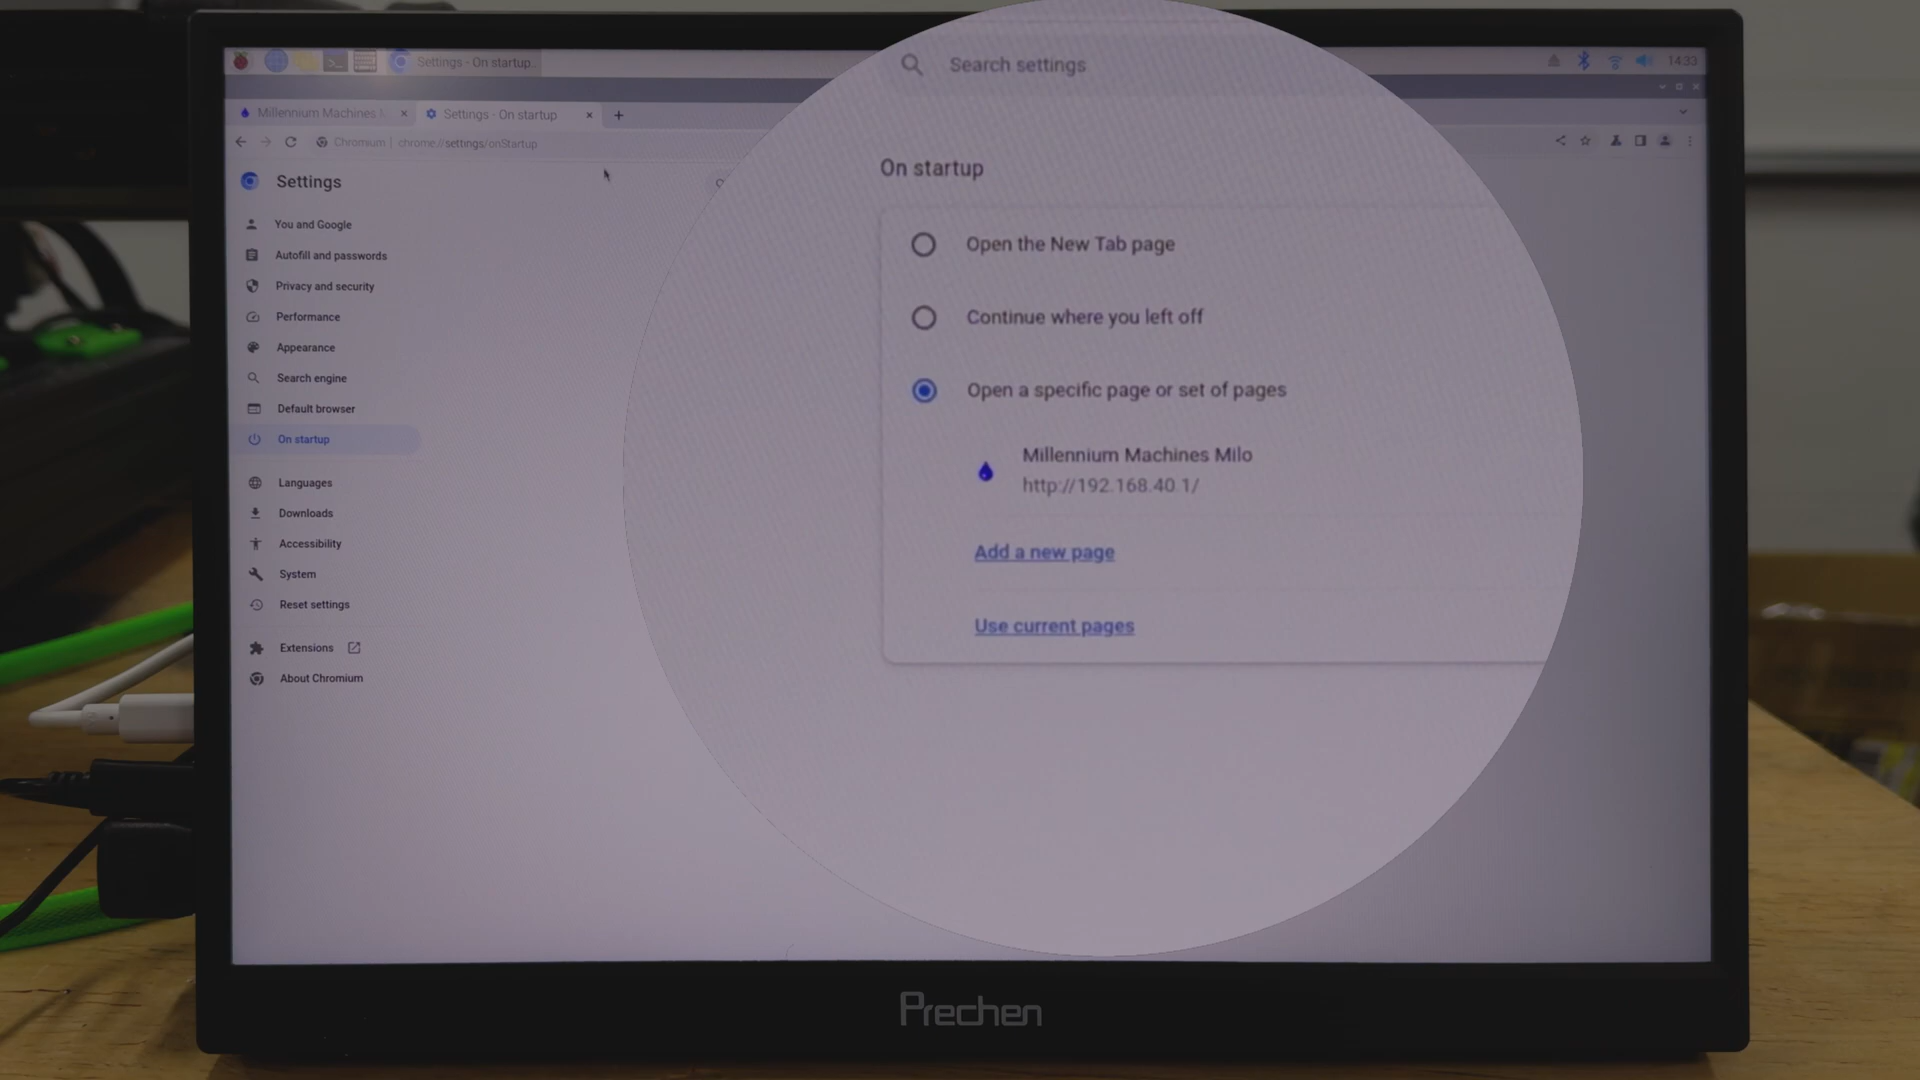 Settings - On startup..
14:33
Millennium Machines
Settings - On startup
Chromium | chrome://settings/onStartup
Settings
You and Google
Autofill and passwords
Privacy and security
Performance
Appearance
Search engine
Default browser
On startup
Languages
Downloads
Accessibility
System
Reset settings
Extensions
About Chromium
Search settings
On startup
Open the New Tab page
Continue where you left off
Open a specific page or set of pages
Millennium Machines Milo
http://192.168.40.1/
Add a new page
Use current pages
Prechen